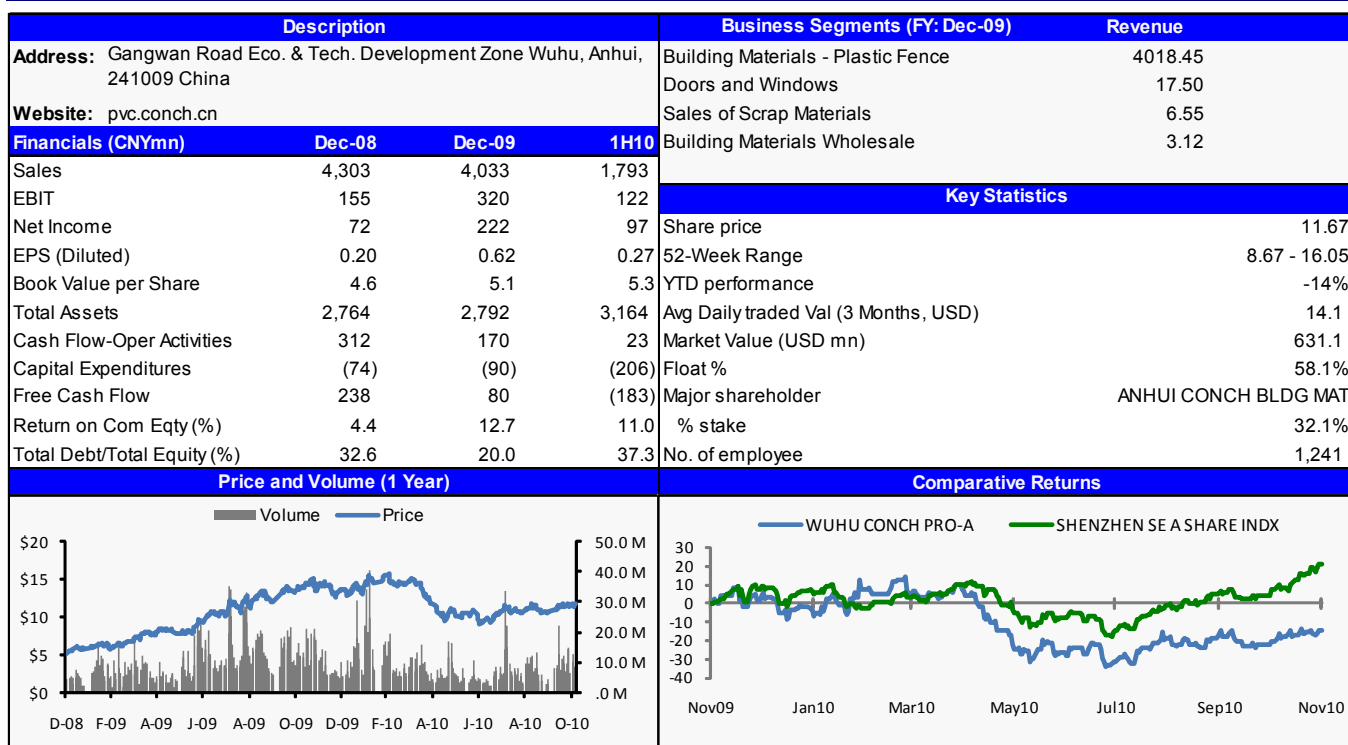 Description
Address: Gangwan Road Eco. & Tech. Development Zone Wuhu, Anhui,
241009 China
Website: pvc.conch.cn
Financials (CNYmn) Dec-08 Dec-09 1H10
Sales 4,303 4,033 1,793
EBIT 155 320 122
Net Income 72 222 97
EPS (Diluted) 0.20 0.62 0.27
Book Value per Share 4.6 5.1 5.3
Total Assets 2,764 2,792 3,164
Cash Flow-Oper Activities 312 170 23
Capital Expenditures (74) (90) (206)
Free Cash Flow 238 80 (183)
Return on Com Eqty (%) 4.4 12.7 11.0
Total Debt/Total Equity (%) 32.6 20.0 37.3
Business Segments (FY: Dec-09) Revenue
Building Materials - Plastic Fence 4018.45
Doors and Windows 17.50
Sales of Scrap Materials 6.55
Building Materials Wholesale 3.12
Key Statistics
Share price 11.67
52-Week Range 8.67 - 16.05
YTD performance -14%
Avg Daily traded Val (3 Months, USD) 14.1
Market Value (USD mn) 631.1
Float % 58.1%
Major shareholder ANHUI CONCH BLDG MAT
% stake 32.1%
No. of employee 1,241
Price and Volume (1 Year)
Volume Price
$20 50.0 M
40.0 M
$15
30.0 M
$10
20.0 M
$5
10.0 M
$0 .0 M
D-08 F-09 A-09 J-09 A-09 O-09 D-09 F-10 A-10 J-10 A-10 O-10
Comparative Returns
WUHU CONCH PRO-A SHENZHEN SE A SHARE INDX
30
20
10
0
-10
-20
-30
-40
Nov09 Jan10 Mar10 May10 Jul10 Sep10 Nov10